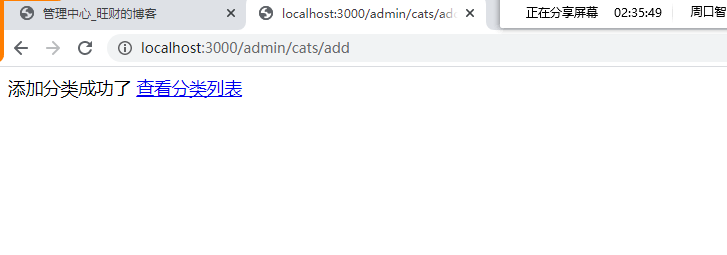 管理中心_旺财的博客
localhost:3000/admin/cats/add
正在分享屏幕 02:35:49 周口智
localhost:3000/admin/cats/add
添加分类成功了 查看分类列表